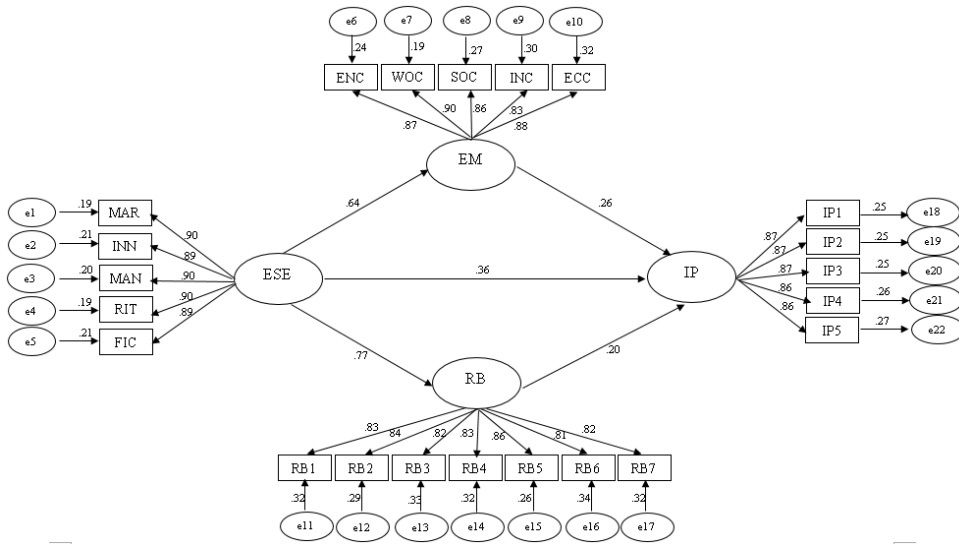 e6 e7 e8 e9 e10
.24 .19 .27 .30 .32
ENC WOC SOC INC ECC
.87 .90 .86 .83 .88
EM
.64 .26
e1 .19 MAR .90
e2 .21 INN .89
e3 .20 MAN .90
e4 .19 RIT .90
e5 .21 FIC .89
ESE .36 IP
.87 IP1 .25 e18
.87 IP2 .25 e19
.87 IP3 .25 e20
.86 IP4 .26 e21
.86 IP5 .27 e22
.77 .20
RB
.83 .84 .82 .83 .86 .81 .82
RB1 RB2 RB3 RB4 RB5 RB6 RB7
.32 .29 .33 .32 .26 .34 .32
e11 e12 e13 e14 e15 e16 e17